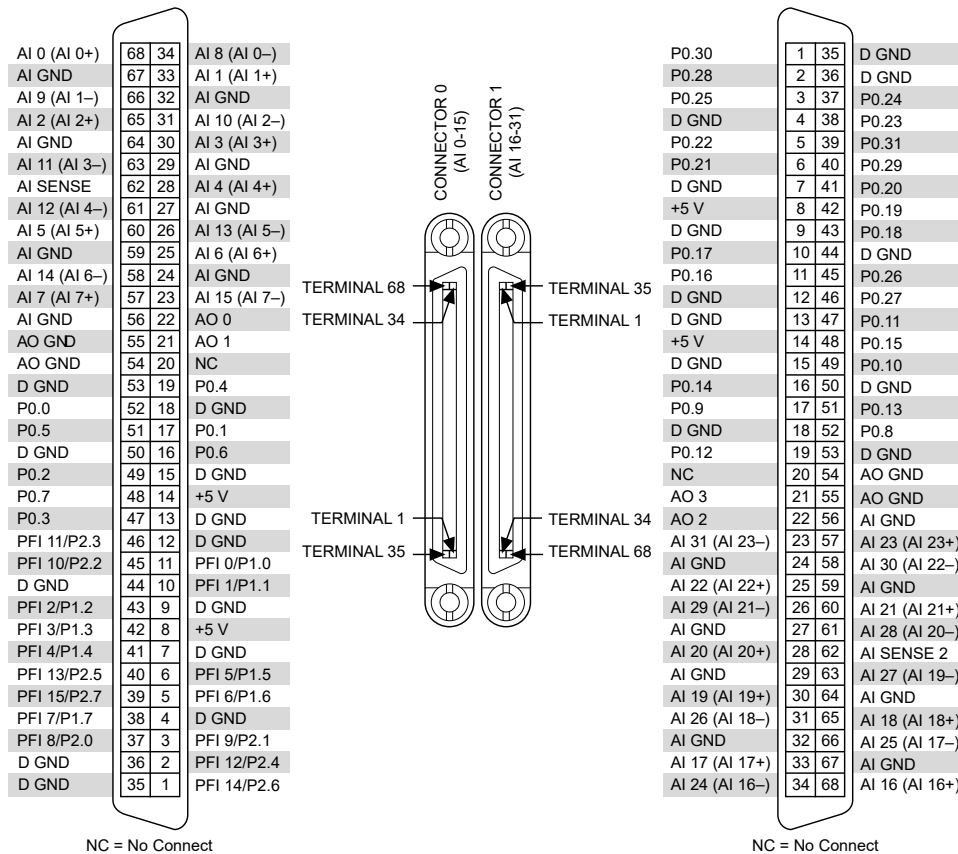 AI 0 (AI 0+) 68 34 AI 8 (AI 0–)
AI GND 67 33 AI 1 (AI 1+)
AI 9 (AI 1–) 66 32 AI GND
AI 2 (AI 2+) 65 31 AI 10 (AI 2–)
AI GND 64 30 AI 3 (AI 3+)
AI 11 (AI 3–) 63 29 AI GND
AI SENSE 62 28 AI 4 (AI 4+)
AI 12 (AI 4–) 61 27 AI GND
AI 5 (AI 5+) 60 26 AI 13 (AI 5–)
AI GND 59 25 AI 6 (AI 6+)
AI 14 (AI 6–) 58 24 AI GND
AI 7 (AI 7+) 57 23 AI 15 (AI 7–)
AI GND 56 22 AO 0
AO GND 55 21 AO 1
AO GND 54 20 NC
D GND 53 19 P0.4
P0.0 52 18 D GND
P0.5 51 17 P0.1
D GND 50 16 P0.6
P0.2 49 15 D GND
P0.7 48 14 +5 V
P0.3 47 13 D GND
PFI 11/P2.3 46 12 D GND
PFI 10/P2.2 45 11 PFI 0/P1.0
D GND 44 10 PFI 1/P1.1
PFI 2/P1.2 43 9 D GND
PFI 3/P1.3 42 8 +5 V
PFI 4/P1.4 41 7 D GND
PFI 13/P2.5 40 6 PFI 5/P1.5
PFI 15/P2.7 39 5 PFI 6/P1.6
PFI 7/P1.7 38 4 D GND
PFI 8/P2.0 37 3 PFI 9/P2.1
D GND 36 2 PFI 12/P2.4
D GND 35 1 PFI 14/P2.6
NC = No Connect
CONNECTOR 0
(AI 0-15)
CONNECTOR 1
(AI 16-31)
TERMINAL 68
TERMINAL 34
TERMINAL 35
TERMINAL 1
TERMINAL 1
TERMINAL 35
TERMINAL 34
TERMINAL 68
P0.30 1 35 D GND
P0.28 2 36 D GND
P0.25 3 37 P0.24
D GND 4 38 P0.23
P0.22 5 39 P0.31
P0.21 6 40 P0.29
D GND 7 41 P0.20
+5 V 8 42 P0.19
D GND 9 43 P0.18
P0.17 10 44 D GND
P0.16 11 45 P0.26
D GND 12 46 P0.27
D GND 13 47 P0.11
+5 V 14 48 P0.15
D GND 15 49 P0.10
P0.14 16 50 D GND
P0.9 17 51 P0.13
D GND 18 52 P0.8
P0.12 19 53 D GND
NC 20 54 AO GND
AO 3 21 55 AO GND
AO 2 22 56 AI GND
AI 31 (AI 23–) 23 57 AI 23 (AI 23+)
AI GND 24 58 AI 30 (AI 22–)
AI 22 (AI 22+) 25 59 AI GND
AI 29 (AI 21–) 26 60 AI 21 (AI 21+)
AI GND 27 61 AI 28 (AI 20–)
AI 20 (AI 20+) 28 62 AI SENSE 2
AI GND 29 63 AI 27 (AI 19–)
AI 19 (AI 19+) 30 64 AI GND
AI 26 (AI 18–) 31 65 AI 18 (AI 18+)
AI GND 32 66 AI 25 (AI 17–)
AI 17 (AI 17+) 33 67 AI GND
AI 24 (AI 16–) 34 68 AI 16 (AI 16+)
NC = No Connect